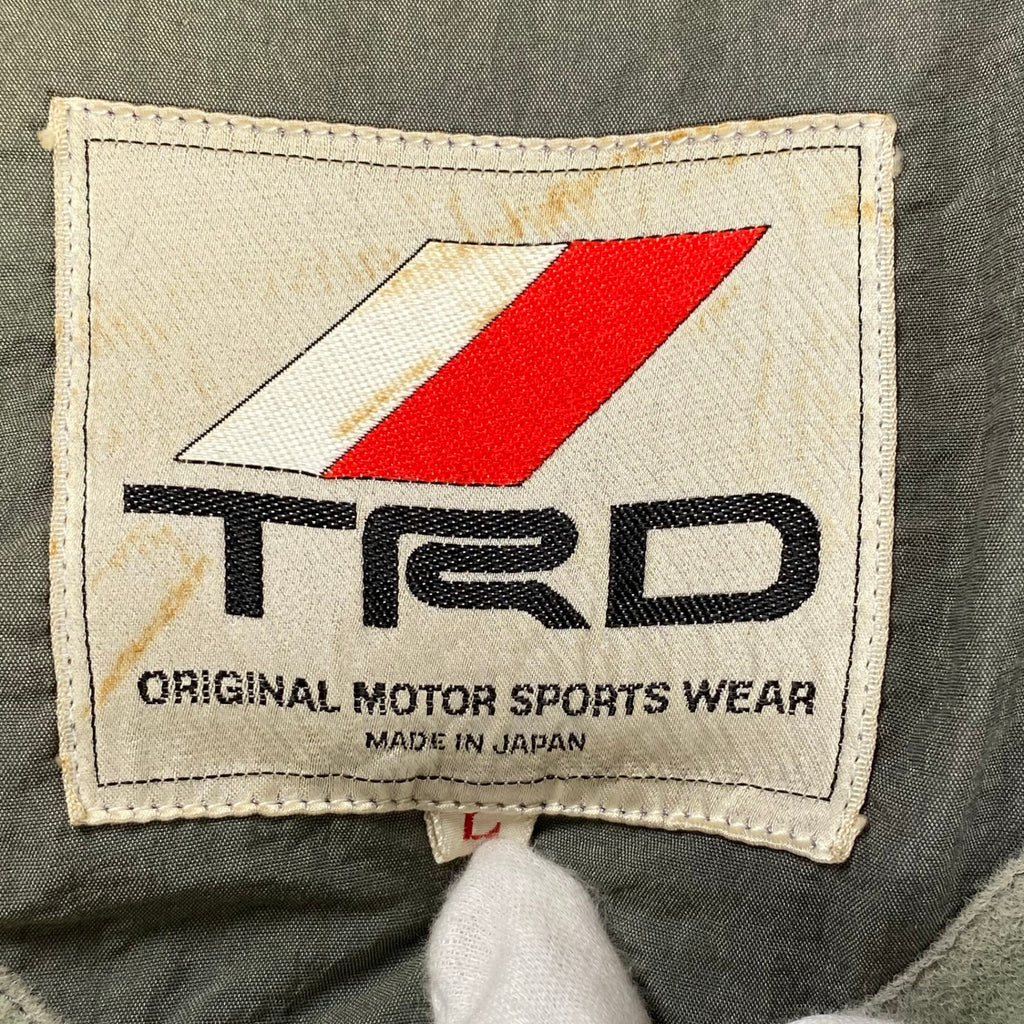 TRD
ORIGINAL MOTOR SPORTS WEAR
MADE IN JAPAN
L